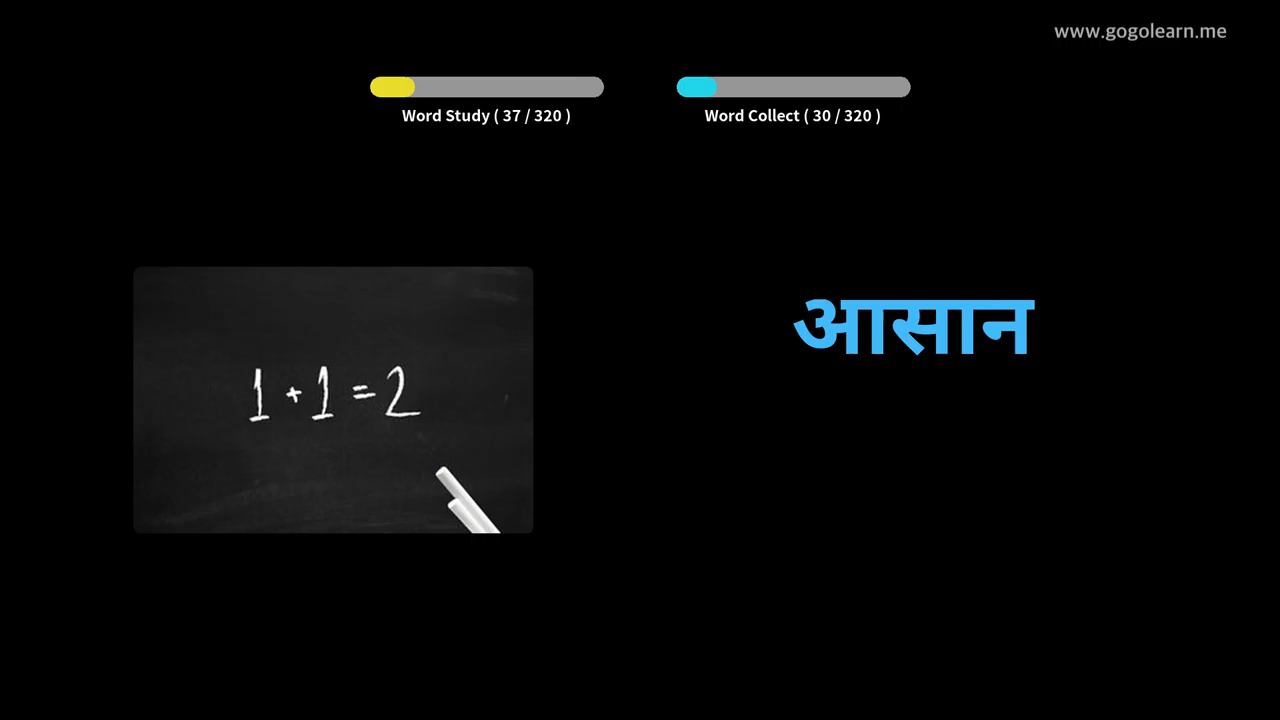 www.gogolearn.me
Word Study ( 37 / 320 )
Word Collect ( 30 / 320 )
आसान
1 + 1 = 2